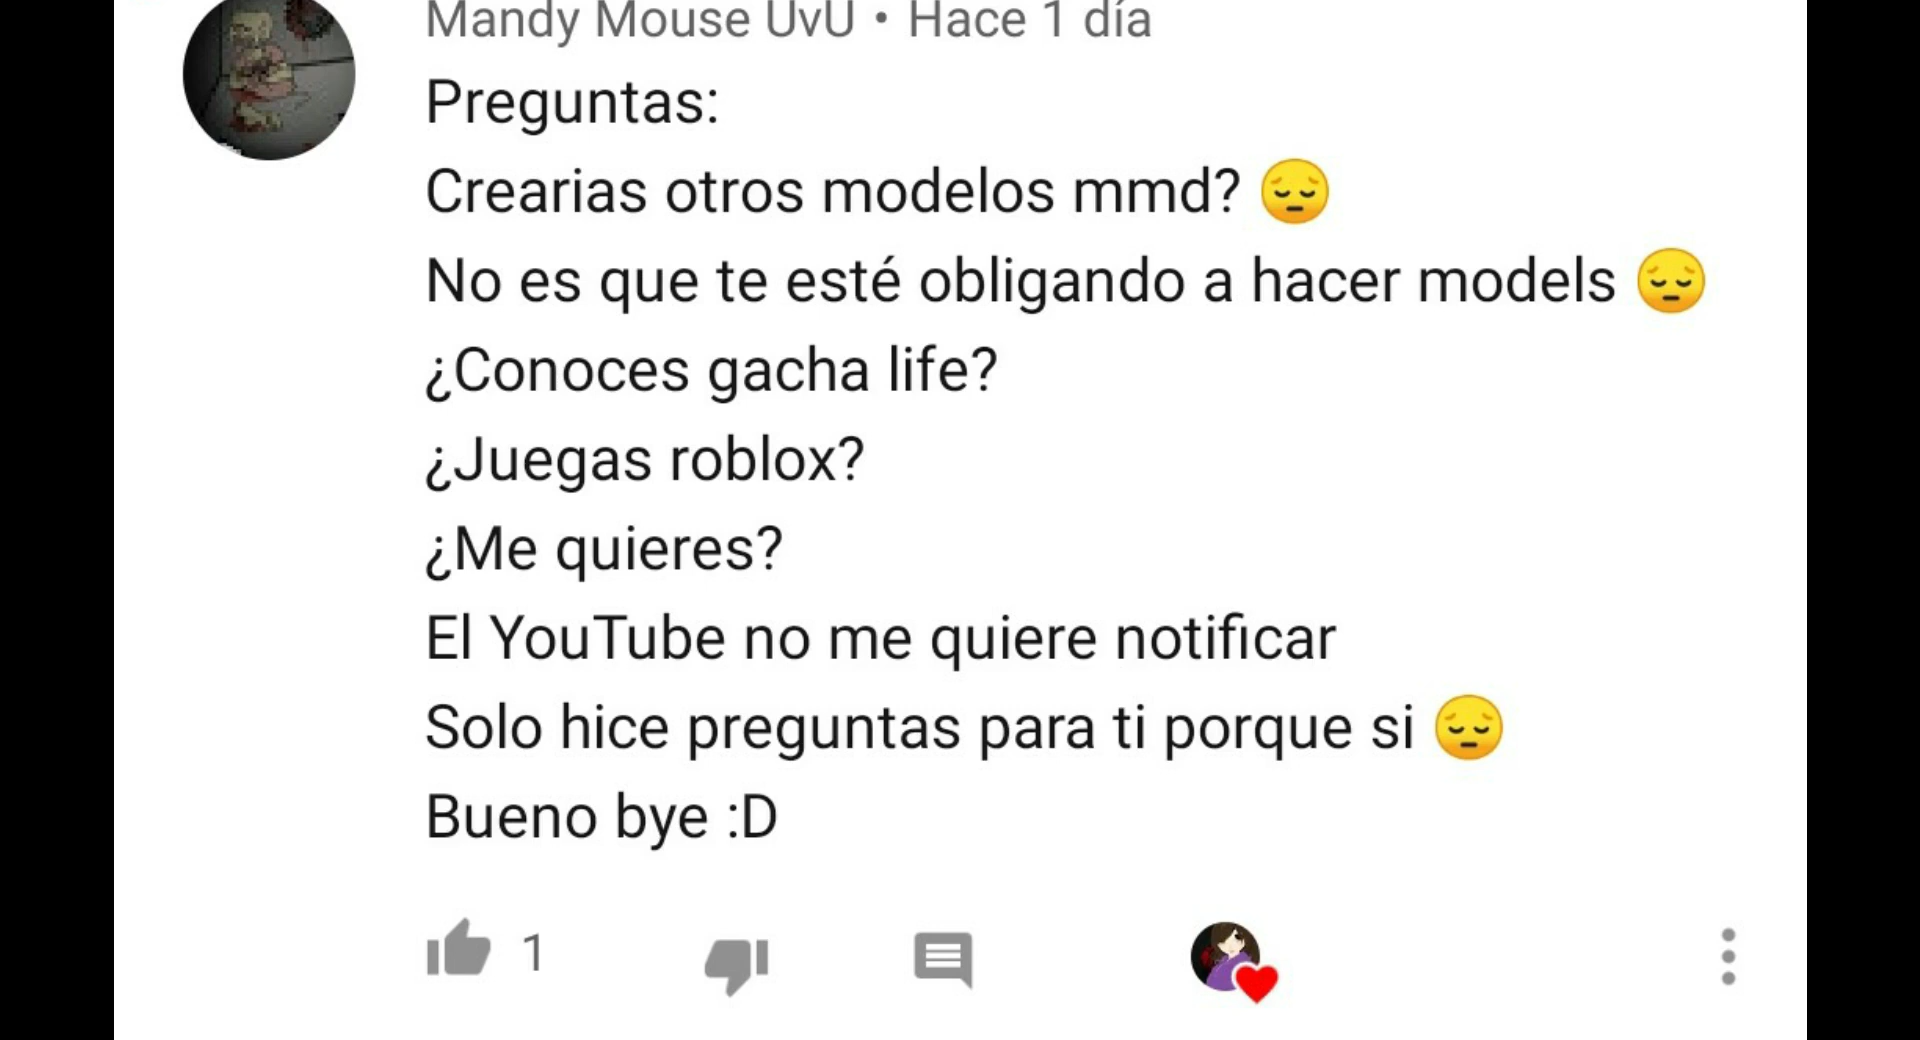 Mandy Mouse UvU • Hace 1 día
Preguntas:
Crearias otros modelos mmd? 😔
No es que te esté obligando a hacer models 😔
¿Conoces gacha life?
¿Juegas roblox?
¿Me quieres?
El YouTube no me quiere notificar
Solo hice preguntas para ti porque si 😔
Bueno bye :D
1